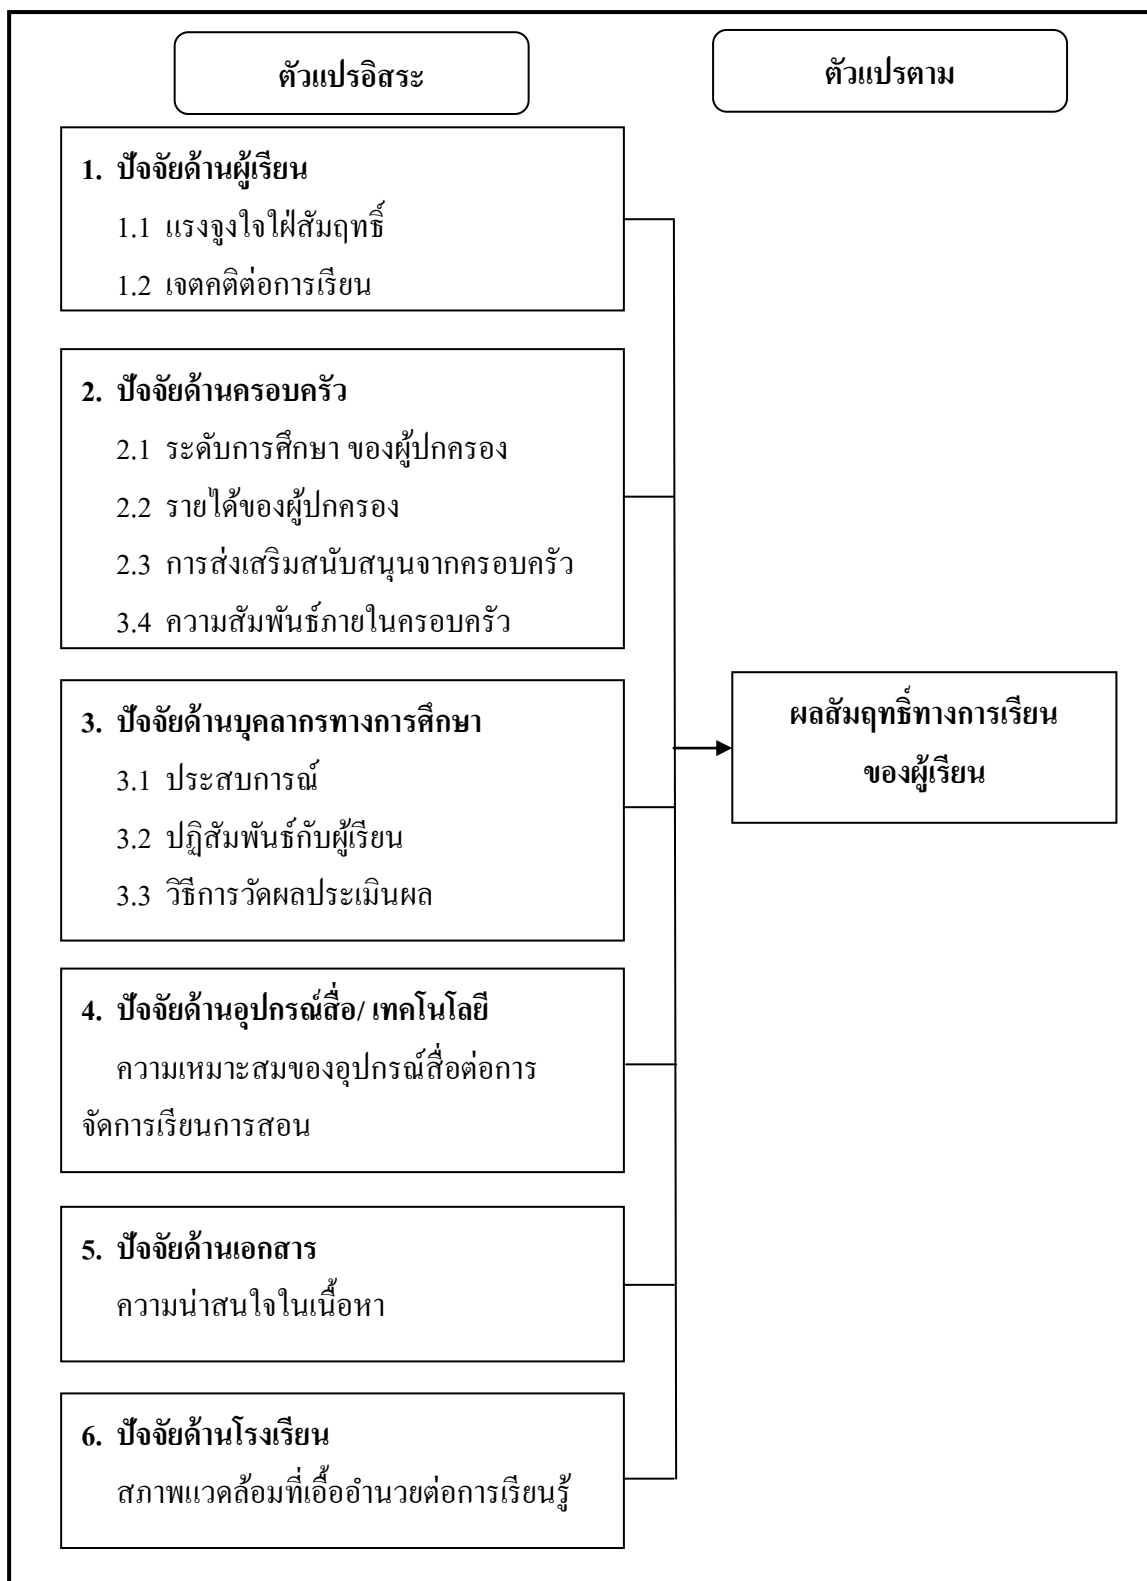 ตัวแปรอิสระ
ตัวแปรตาม
1. ปัจจัยด้านผู้เรียน
1.1 แรงจูงใจใฝ่สัมฤทธิ์
1.2 เจตคติต่อการเรียน
2. ปัจจัยด้านครอบครัว
2.1 ระดับการศึกษา ของผู้ปกครอง
2.2 รายได้ของผู้ปกครอง
2.3 การส่งเสริมสนับสนุนจากครอบครัว
3.4 ความสัมพันธ์ภายในครอบครัว
3. ปัจจัยด้านบุคลากรทางการศึกษา
3.1 ประสบการณ์
3.2 ปฏิสัมพันธ์กับผู้เรียน
3.3 วิธีการวัดผลประเมินผล
4. ปัจจัยด้านอุปกรณ์สื่อ/ เทคโนโลยี
ความเหมาะสมของอุปกรณ์สื่อต่อการ
จัดการเรียนการสอน
5. ปัจจัยด้านเอกสาร
ความน่าสนใจในเนื้อหา
6. ปัจจัยด้านโรงเรียน
สภาพแวดล้อมที่เอื้ออำนวยต่อการเรียนรู้
ผลสัมฤทธิ์ทางการเรียน
ของผู้เรียน